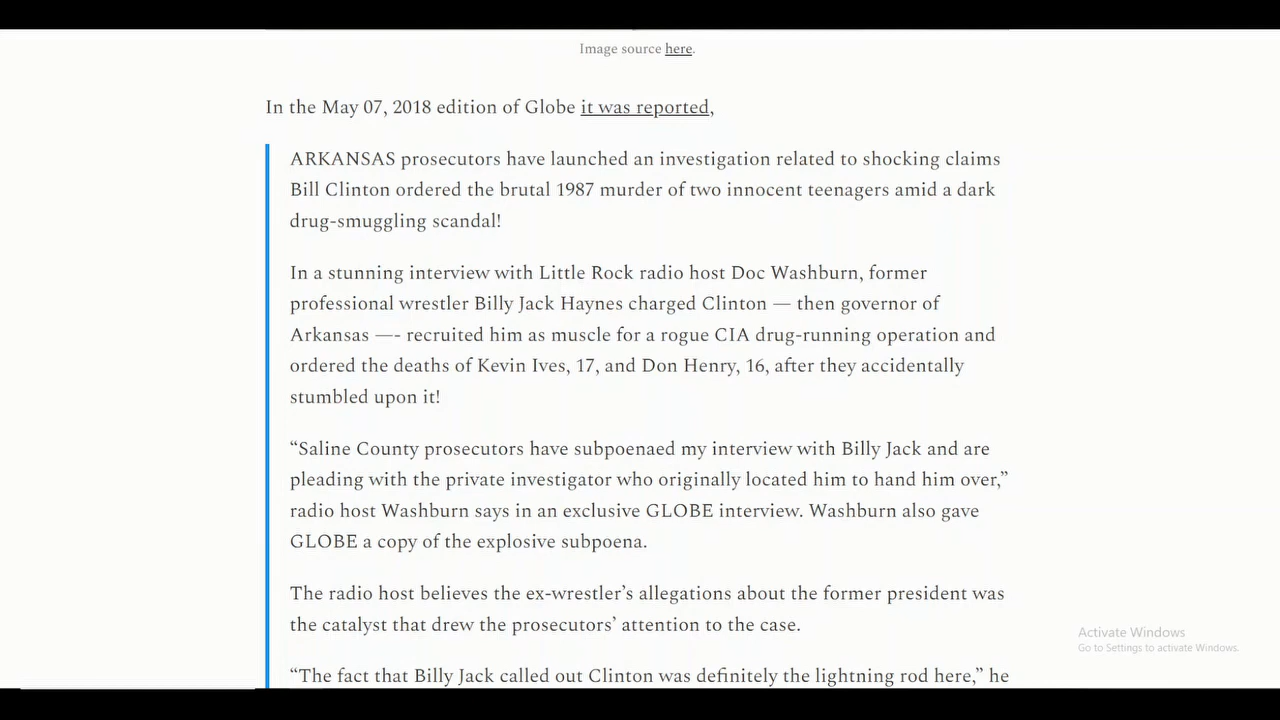 Image source here.
In the May 07, 2018 edition of Globe it was reported,
ARKANSAS prosecutors have launched an investigation related to shocking claims
Bill Clinton ordered the brutal 1987 murder of two innocent teenagers amid a dark
drug-smuggling scandal!
In a stunning interview with Little Rock radio host Doc Washburn, former
professional wrestler Billy Jack Haynes charged Clinton — then governor of
Arkansas —- recruited him as muscle for a rogue CIA drug-running operation and
ordered the deaths of Kevin Ives, 17, and Don Henry, 16, after they accidentally
stumbled upon it!
“Saline County prosecutors have subpoenaed my interview with Billy Jack and are
pleading with the private investigator who originally located him to hand him over,”
radio host Washburn says in an exclusive GLOBE interview. Washburn also gave
GLOBE a copy of the explosive subpoena.
The radio host believes the ex-wrestler’s allegations about the former president was
the catalyst that drew the prosecutors’ attention to the case.
“The fact that Billy Jack called out Clinton was definitely the lightning rod here,” he
Activate Windows
Go to Settings to activate Windows.